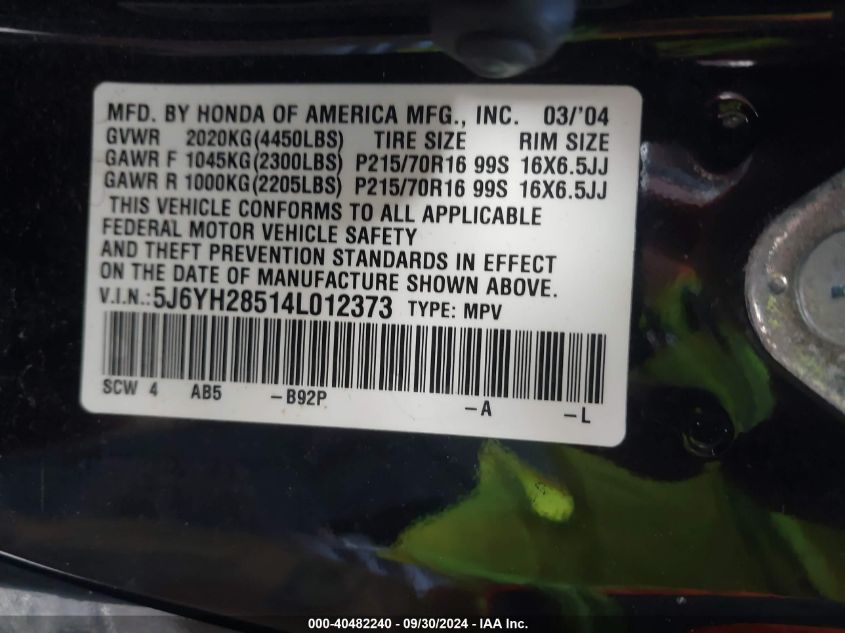 MFD. BY HONDA OF AMERICA MFG., INC. 03/'04
GVWR 2020KG(4450LBS) TIRE SIZE RIM SIZE
GAWR F 1045KG(2300LBS) P215/70R16 99S 16X6.5JJ
GAWR R 1000KG(2205LBS) P215/70R16 99S 16X6.5JJ
THIS VEHICLE CONFORMS TO ALL APPLICABLE
FEDERAL MOTOR VEHICLE SAFETY
AND THEFT PREVENTION STANDARDS IN EFFECT
ON THE DATE OF MANUFACTURE SHOWN ABOVE.
V.I.N.:5J6YH28514L012373 TYPE: MPV
SCW 4 AB5 -B92P -A -L
000-40482240 - 09/30/2024 - IAA Inc.